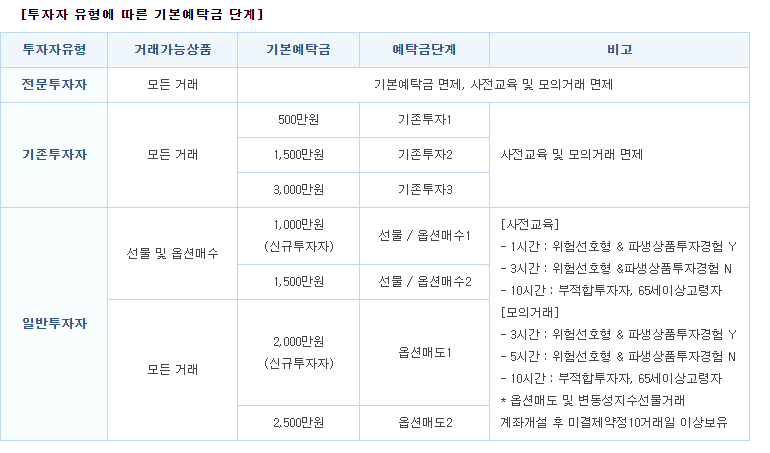 [투자자 유형에 따른 기본예탁금 단계]
투자자유형 거래가능상품 기본예탁금 예탁금단계 비고
전문투자자 모든 거래 기본예탁금 면제, 사전교육 및 모의거래 면제
기존투자자 모든 거래 500만원 기존투자1 사전교육 및 모의거래 면제
1,500만원 기존투자2
3,000만원 기존투자3
일반투자자 선물 및 옵션매수 1,000만원
(신규투자자) 선물 / 옵션매수1
1,500만원 선물 / 옵션매수2
모든 거래 2,000만원
(신규투자자) 옵션매도1
2,500만원 옵션매도2
[사전교육]
- 1시간 : 위험선호형 & 파생상품투자경험 Y
- 3시간 : 위험선호형 &파생상품투자경험 N
- 10시간 : 부적합투자자, 65세이상고령자
[모의거래]
- 3시간 : 위험선호형 & 파생상품투자경험 Y
- 5시간 : 위험선호형 & 파생상품투자경험 N
- 10시간 : 부적합투자자, 65세이상고령자
* 옵션매도 및 변동성지수선물거래
계좌개설 후 미결제약정10거래일 이상보유